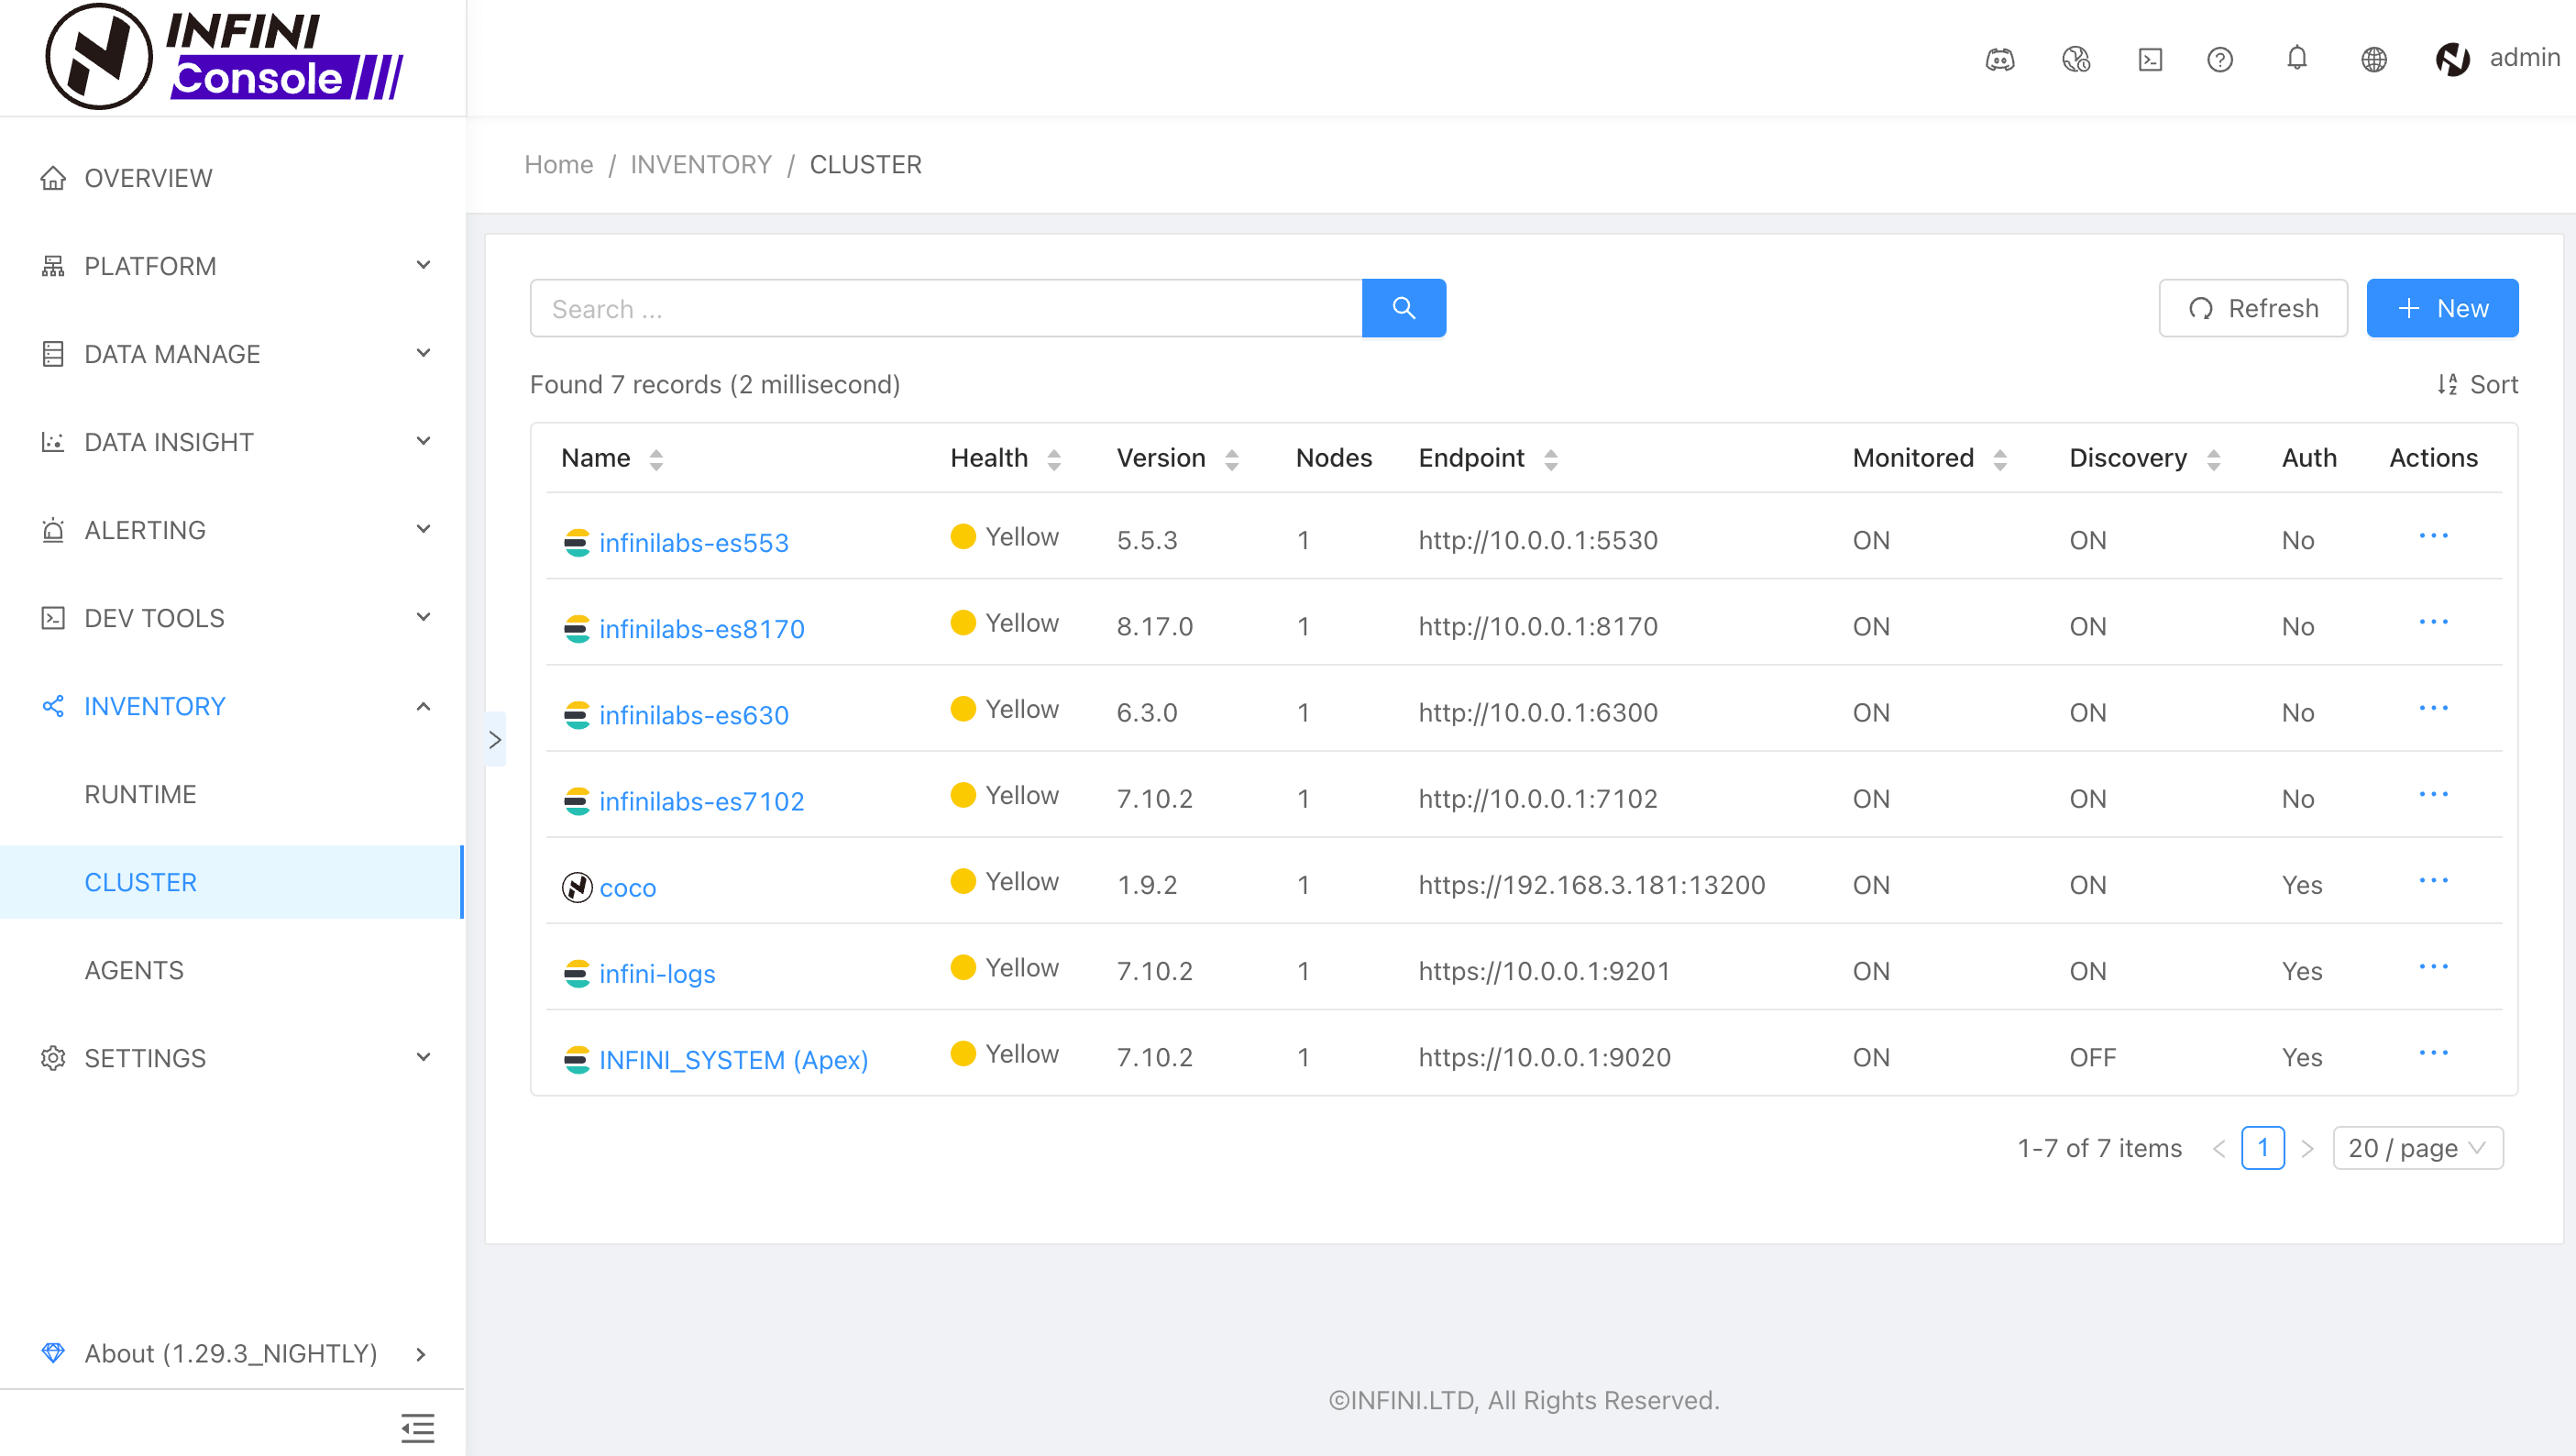 INFINI
Console
admin
Home / INVENTORY / CLUSTER
OVERVIEW
PLATFORM
DATA MANAGE
DATA INSIGHT
ALERTING
DEV TOOLS
INVENTORY
RUNTIME
CLUSTER
AGENTS
SETTINGS
About (1.29.3_NIGHTLY)
Search ...
Refresh
New
Found 7 records (2 millisecond)
Sort
Name Health Version Nodes Endpoint Monitored Discovery Auth Actions
infinilabs-es553 Yellow 5.5.3 1 http://10.0.0.1:5530 ON ON No
infinilabs-es8170 Yellow 8.17.0 1 http://10.0.0.1:8170 ON ON No
infinilabs-es630 Yellow 6.3.0 1 http://10.0.0.1:6300 ON ON No
infinilabs-es7102 Yellow 7.10.2 1 http://10.0.0.1:7102 ON ON No
coco Yellow 1.9.2 1 https://192.168.3.181:13200 ON ON Yes
infini-logs Yellow 7.10.2 1 https://10.0.0.1:9201 ON ON Yes
INFINI_SYSTEM (Apex) Yellow 7.10.2 1 https://10.0.0.1:9020 ON OFF Yes
1-7 of 7 items 1 20 / page
©INFINI.LTD, All Rights Reserved.